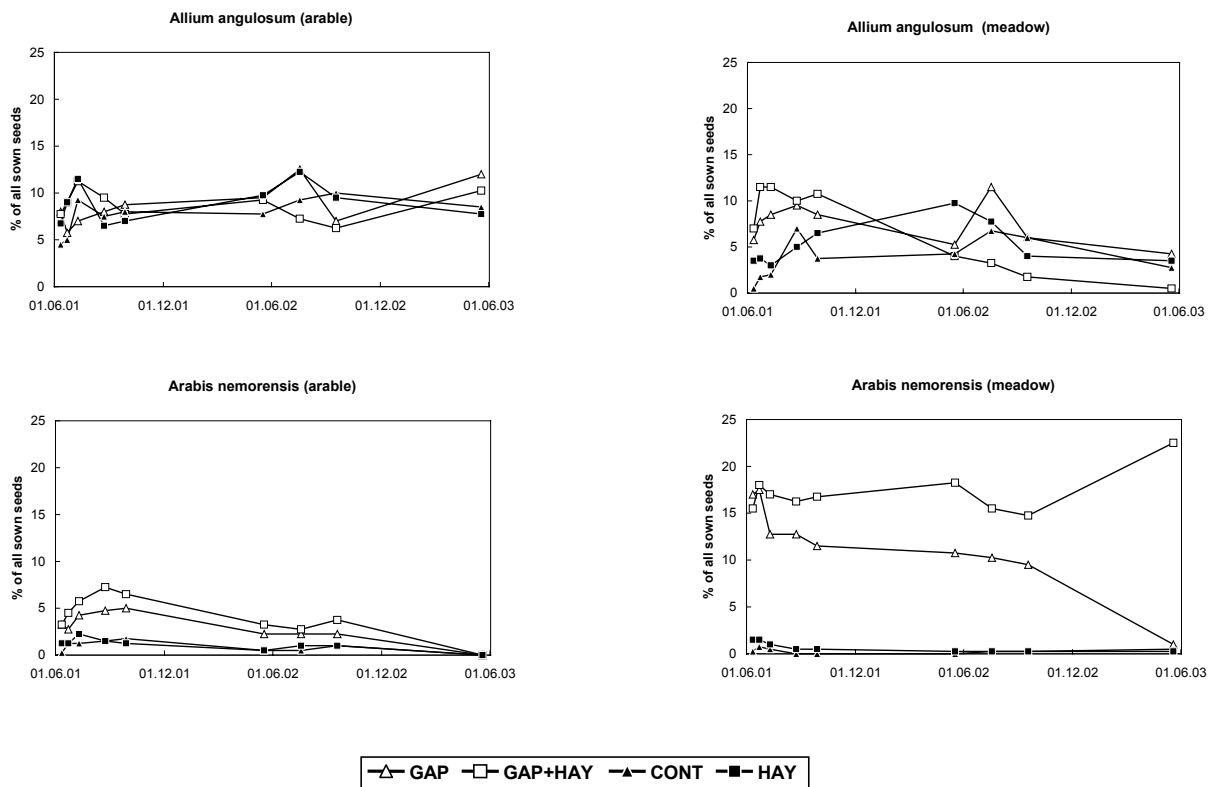 Allium angulosum (arable)
25
20
15
10
5
0
% of all sown seeds
01.06.01 01.12.01 01.06.02 01.12.02 01.06.03
Allium angulosum (meadow)
25
20
15
10
5
0
% of all sown seeds
01.06.01 01.12.01 01.06.02 01.12.02 01.06.03
Arabis nemorensis (arable)
25
20
15
10
5
0
% of all sown seeds
01.06.01 01.12.01 01.06.02 01.12.02 01.06.03
Arabis nemorensis (meadow)
25
20
15
10
5
0
% of all sown seeds
01.06.01 01.12.01 01.06.02 01.12.02 01.06.03
GAP GAP+HAY CONT HAY